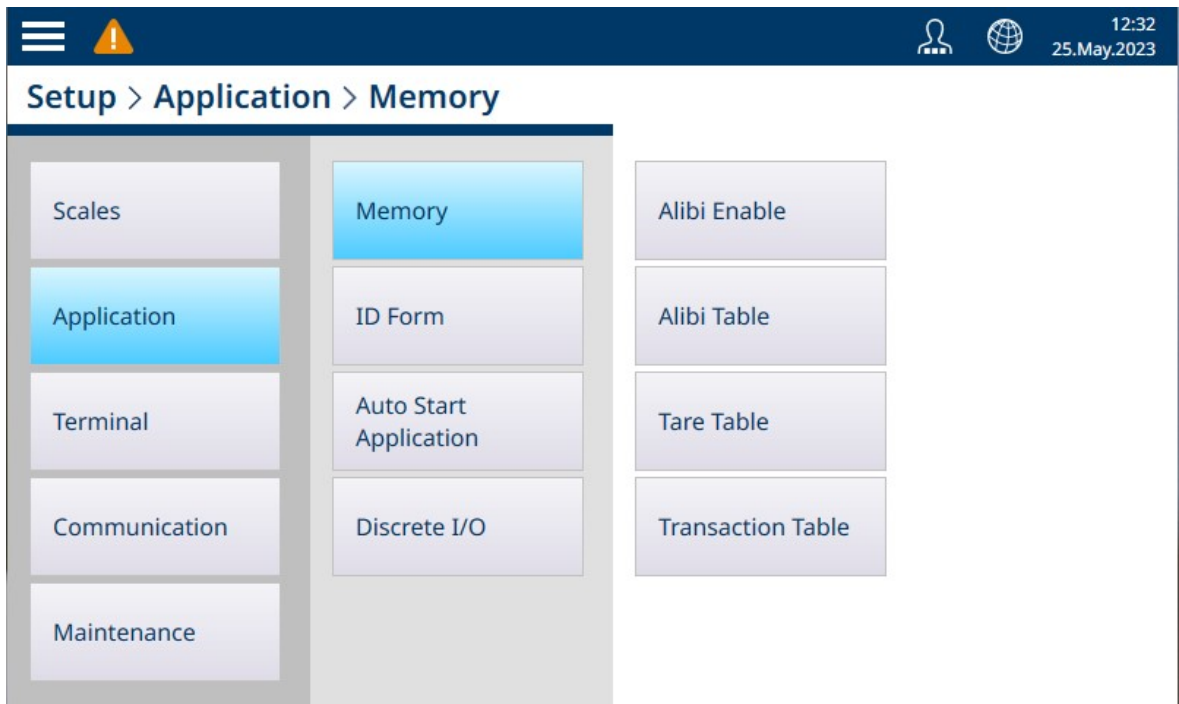 12:32
25.May.2023
Setup > Application > Memory
Scales
Memory
Alibi Enable
Application
ID Form
Alibi Table
Terminal
Auto Start
Application
Tare Table
Communication
Discrete I/O
Transaction Table
Maintenance